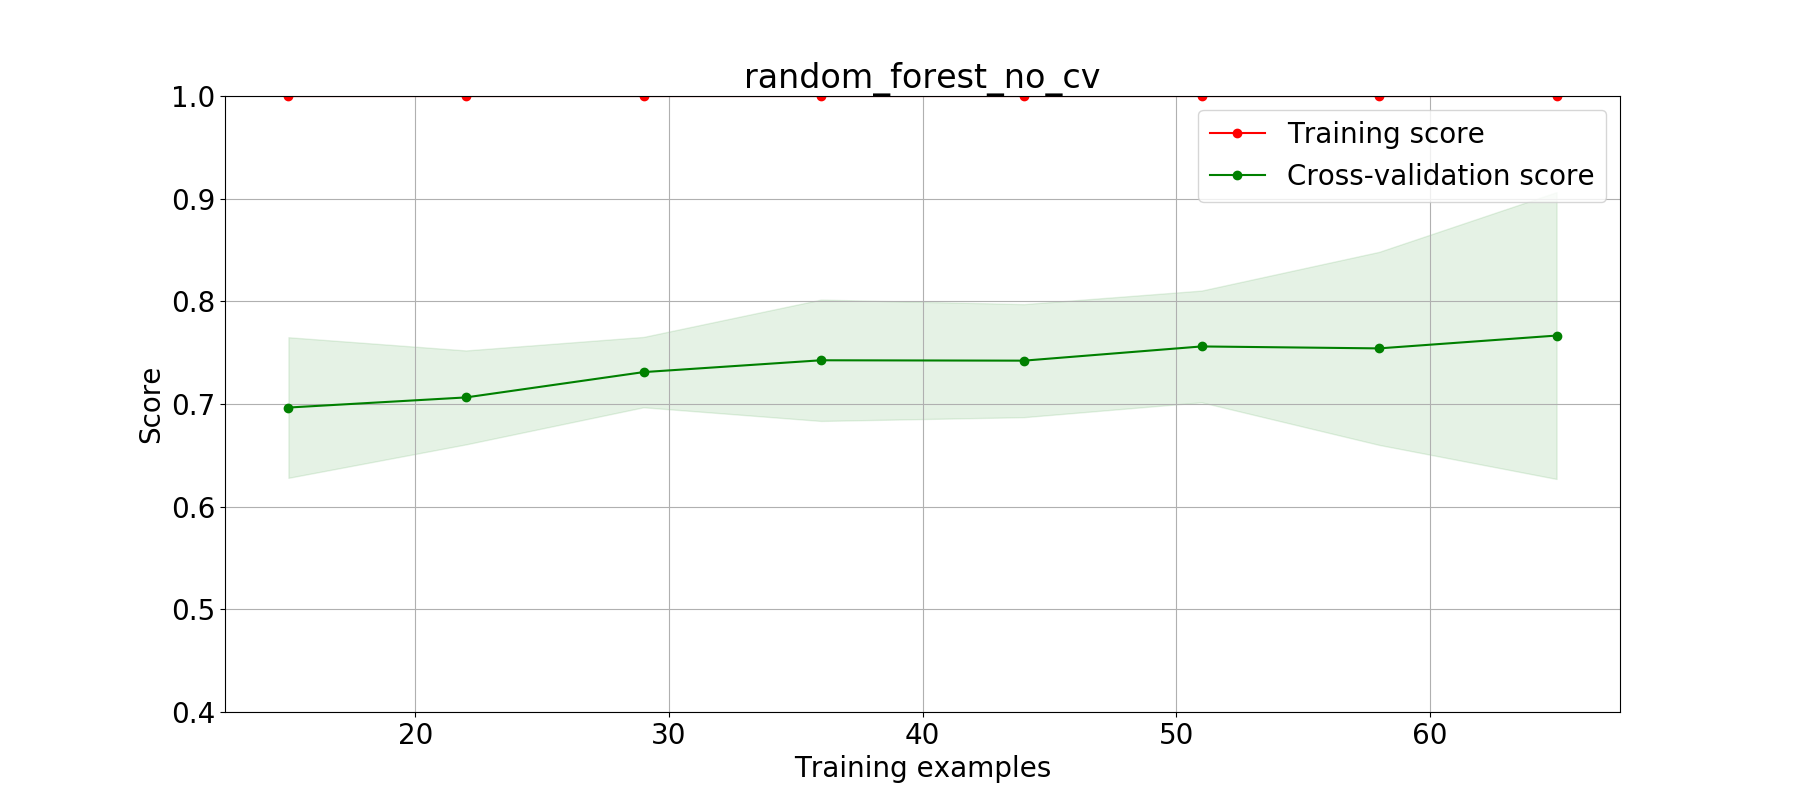 random_forest_no_cv
1.0
0.9
0.8
0.7
0.6
0.5
0.4
Score
Training score
Cross-validation score
20 30 40 50 60
Training examples